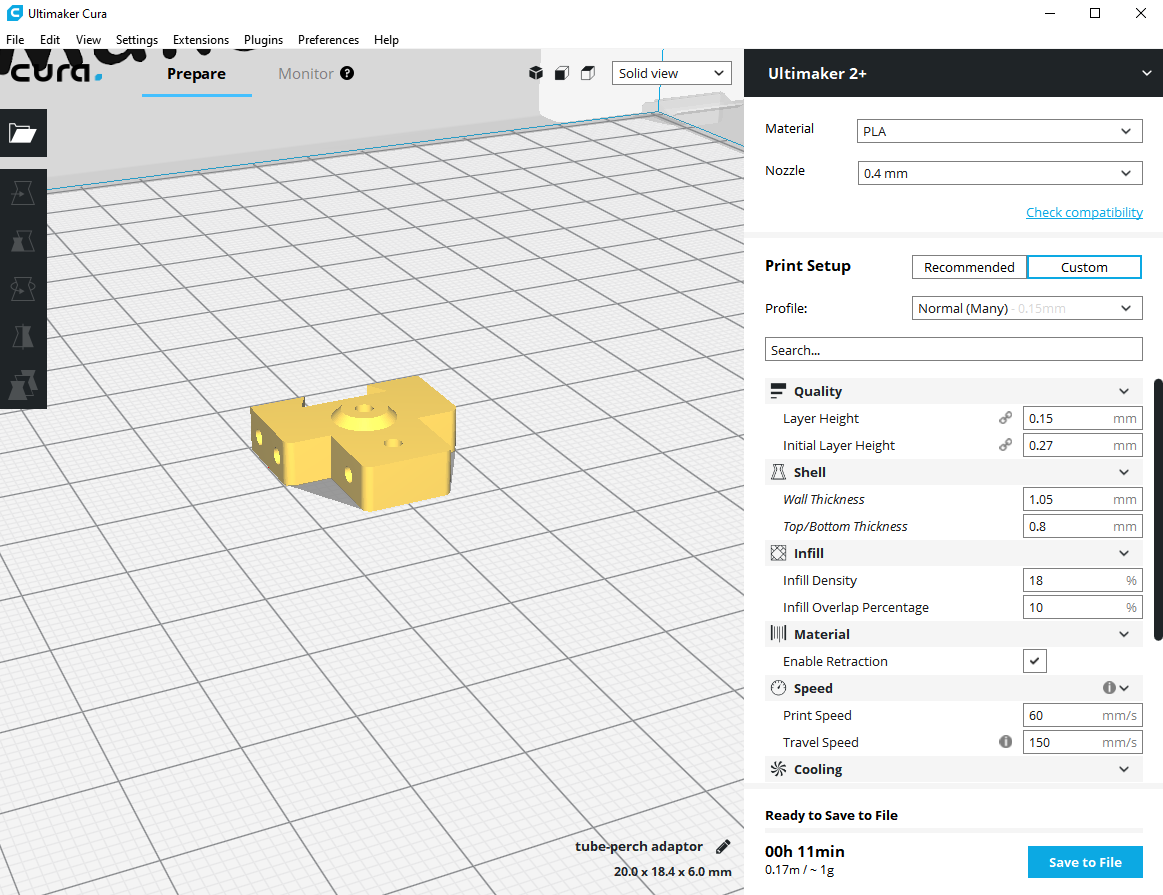 Ultimaker Cura
File Edit View Settings Extensions Plugins Preferences Help
cura. Prepare Monitor ? Solid view
Ultimaker 2+
Material PLA
Nozzle 0.4 mm
Check compatibility
Print Setup Recommended Custom
Profile: Normal (Many) - 0.15mm
Search...
Quality
Layer Height 0.15 mm
Initial Layer Height 0.27 mm
Shell
Wall Thickness 1.05 mm
Top/Bottom Thickness 0.8 mm
Infill
Infill Density 18 %
Infill Overlap Percentage 10 %
Material
Enable Retraction
Speed i
Print Speed 60 mm/s
Travel Speed i 150 mm/s
Cooling
Ready to Save to File
00h 11min
0.17m / ~ 1g
Save to File
tube-perch adaptor
20.0 x 18.4 x 6.0 mm